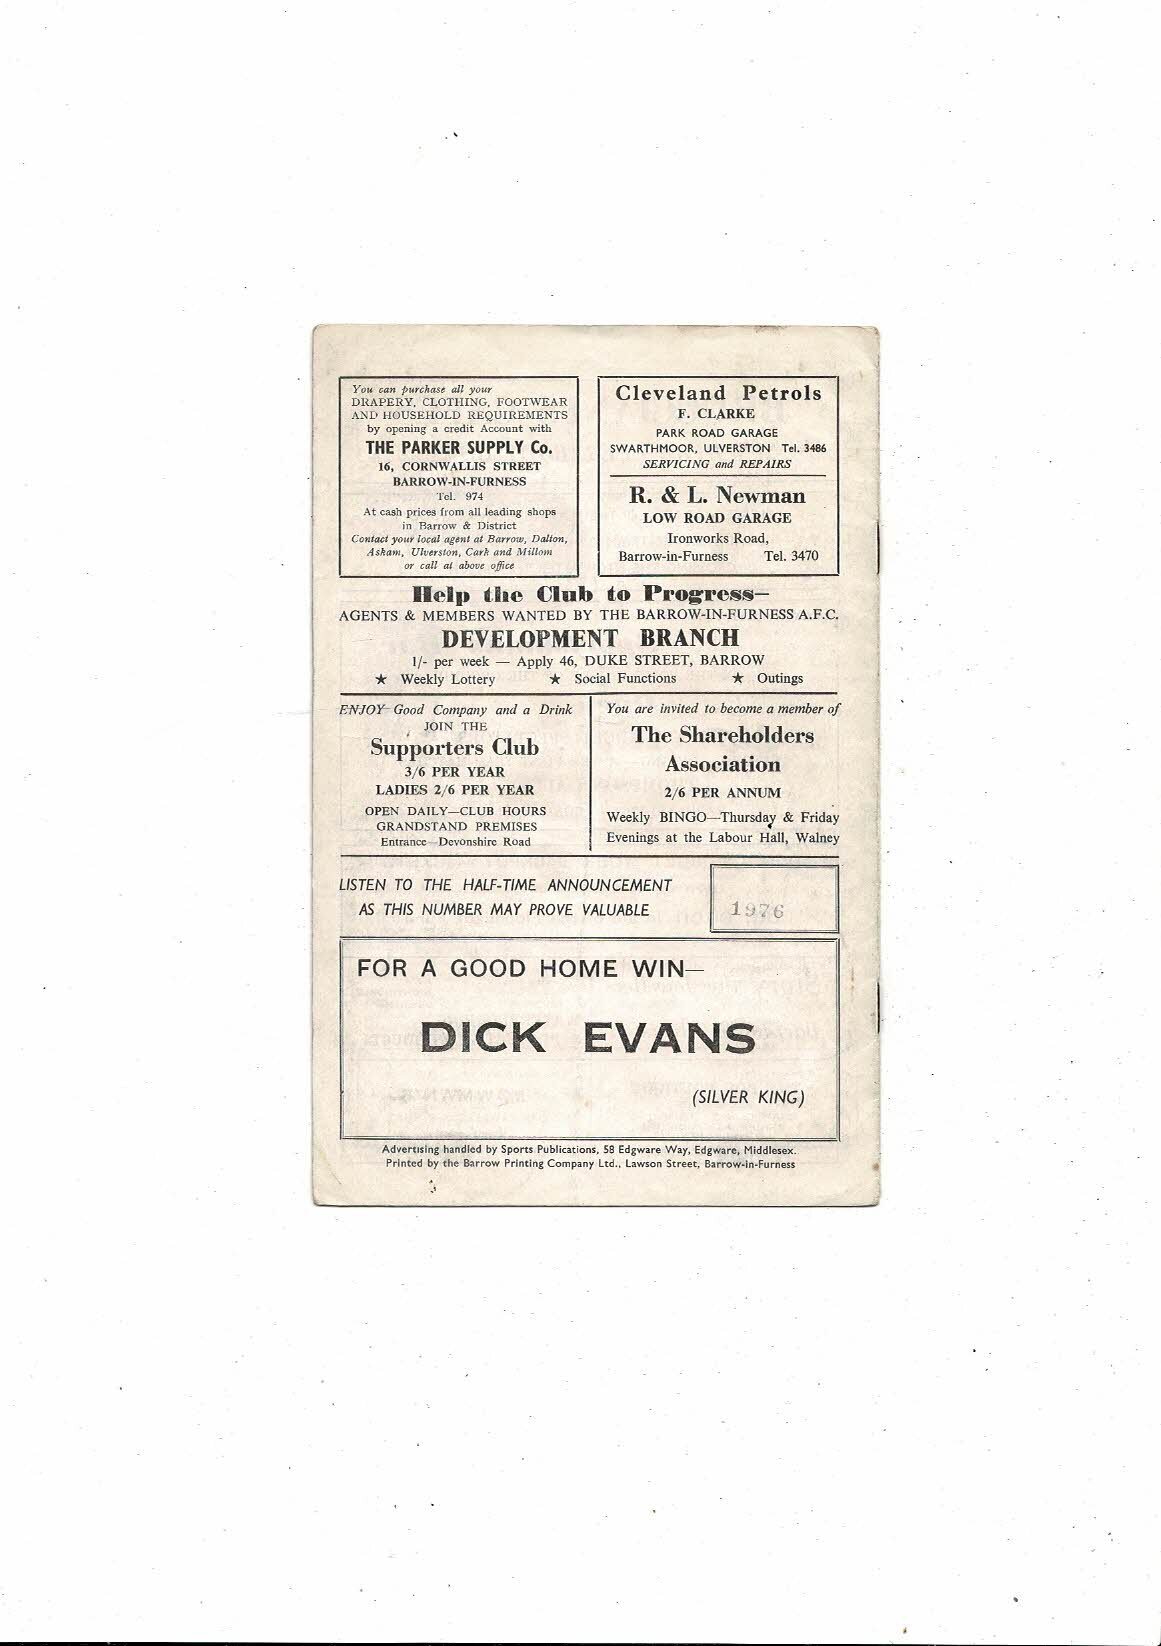 You can purchase all your
DRAPERY, CLOTHING, FOOTWEAR
AND HOUSEHOLD REQUIREMENTS
by opening a credit Account with
THE PARKER SUPPLY Co.
16, CORNWALLIS STREET
BARROW-IN-FURNESS
Tel. 974
At cash prices from all leading shops
in Barrow & District
Contact your local agent at Barrow, Dalton,
Askam, Ulverston, Cark and Millom
or call at above office
Cleveland Petrols
F. CLARKE
PARK ROAD GARAGE
SWARTHMOOR, ULVERSTON Tel. 3486
SERVICING and REPAIRS
R. & L. Newman
LOW ROAD GARAGE
Ironworks Road,
Barrow-in-Furness Tel. 3470
Help the Club to Progress—
AGENTS & MEMBERS WANTED BY THE BARROW-IN-FURNESS A.F.C.
DEVELOPMENT BRANCH
1/- per week — Apply 46, DUKE STREET, BARROW
★ Weekly Lottery ★ Social Functions ★ Outings
ENJOY Good Company and a Drink
JOIN THE
Supporters Club
3/6 PER YEAR
LADIES 2/6 PER YEAR
OPEN DAILY—CLUB HOURS
GRANDSTAND PREMISES
Entrance—Devonshire Road
You are invited to become a member of
The Shareholders
Association
2/6 PER ANNUM
Weekly BINGO—Thursday & Friday
Evenings at the Labour Hall, Walney
LISTEN TO THE HALF-TIME ANNOUNCEMENT
AS THIS NUMBER MAY PROVE VALUABLE
1976
FOR A GOOD HOME WIN—
DICK EVANS
(SILVER KING)
Advertising handled by Sports Publications, 58 Edgware Way, Edgware, Middlesex.
Printed by the Barrow Printing Company Ltd., Lawson Street, Barrow-in-Furness